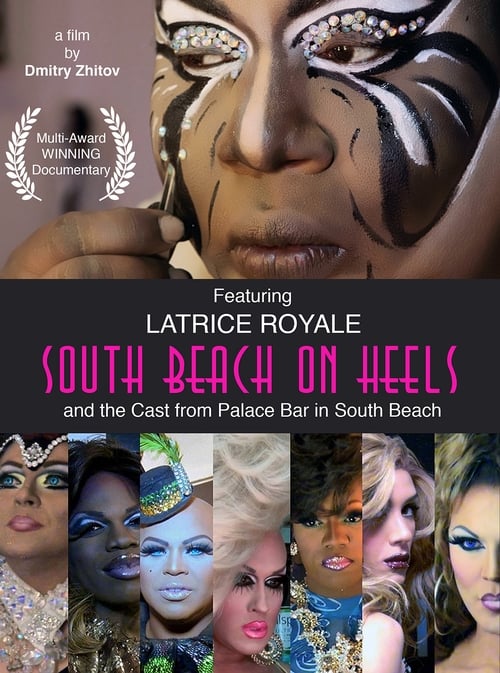 a film
by
Dmitry Zhitov
Multi-Award
WINNING
Documentary
Featuring
LATRICE ROYALE
SOUTH BEACH ON HEELS
and the Cast from Palace Bar in South Beach